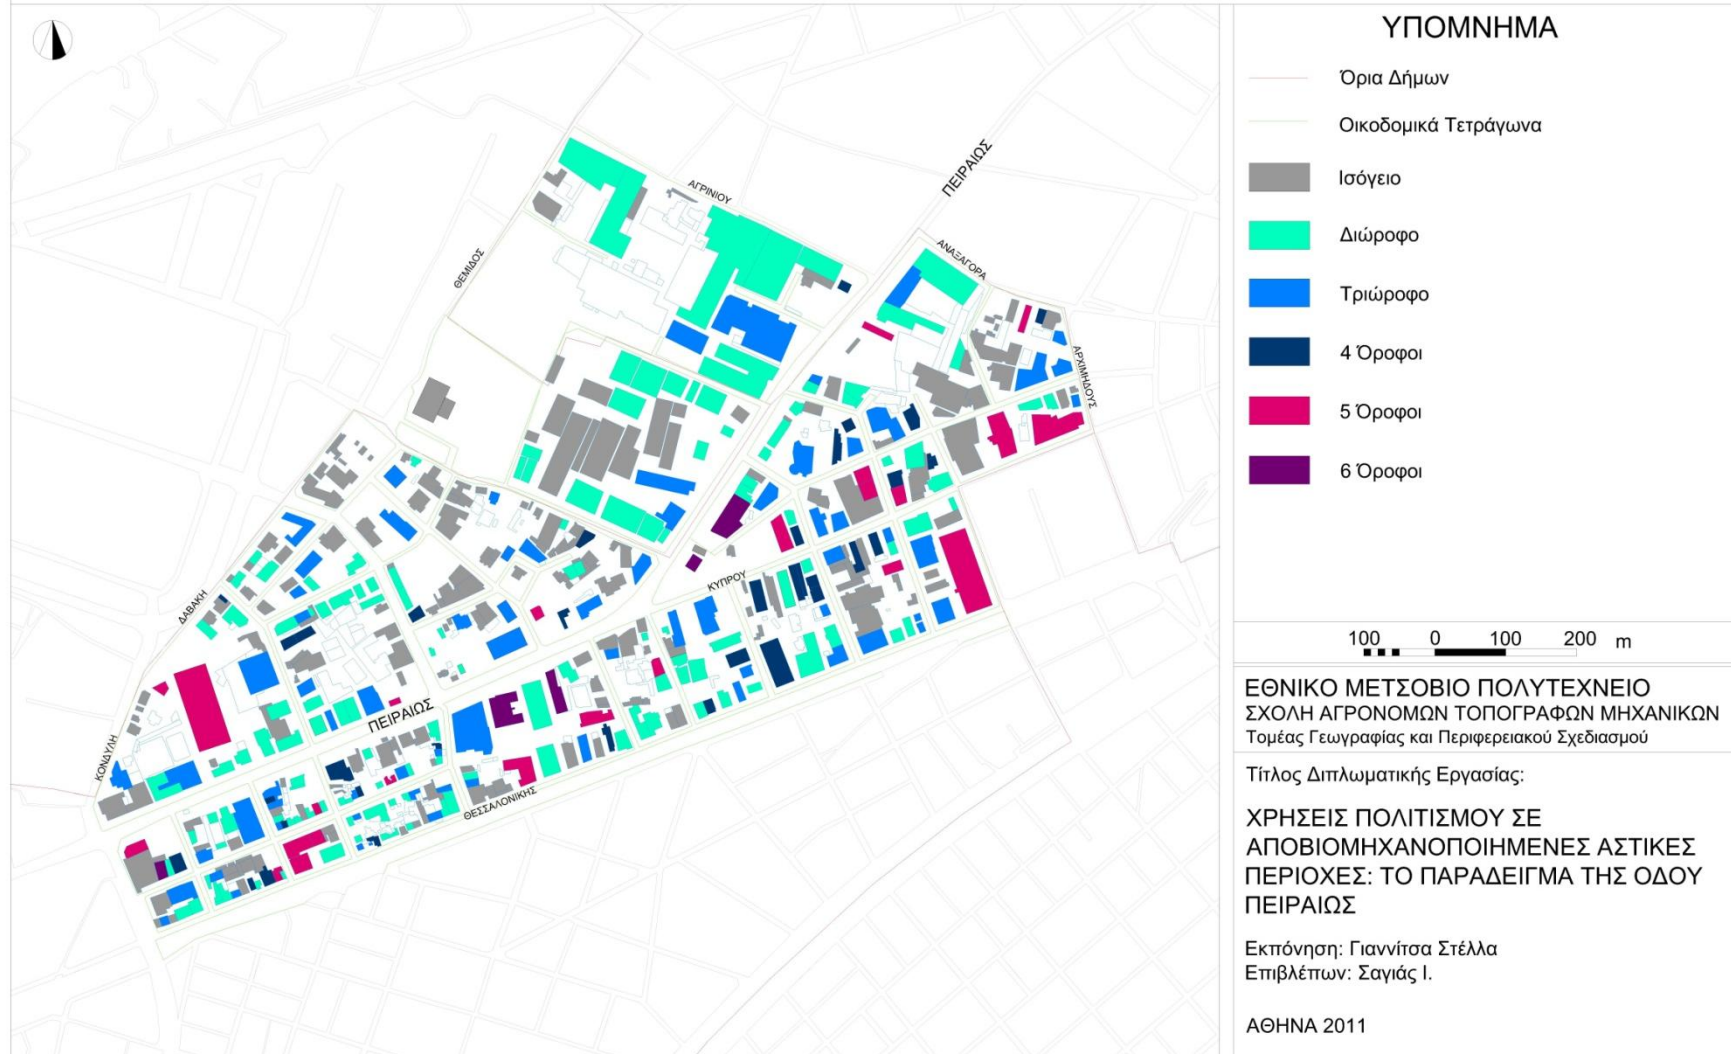 ΑΓΡΙΝΙΟΥ
ΠΕΙΡΑΙΩΣ
ΘΕΜΙΔΟΣ
ΑΝΑΞΑΓΟΡΑ
ΑΡΧΙΜΗΔΟΥΣ
ΚΥΠΡΟΥ
ΔΑΒΑΚΗ
ΠΕΙΡΑΙΩΣ
ΚΟΝΔΥΛΗ
ΘΕΣΣΑΛΟΝΙΚΗΣ
ΥΠΟΜΝΗΜΑ
Όρια Δήμων
Οικοδομικά Τετράγωνα
Ισόγειο
Διώροφο
Τριώροφο
4 Όροφοι
5 Όροφοι
6 Όροφοι
100 0 100 200 m
ΕΘΝΙΚΟ ΜΕΤΣΟΒΙΟ ΠΟΛΥΤΕΧΝΕΙΟ
ΣΧΟΛΗ ΑΓΡΟΝΟΜΩΝ ΤΟΠΟΓΡΑΦΩΝ ΜΗΧΑΝΙΚΩΝ
Τομέας Γεωγραφίας και Περιφερειακού Σχεδιασμού
Τίτλος Διπλωματικής Εργασίας:
ΧΡΗΣΕΙΣ ΠΟΛΙΤΙΣΜΟΥ ΣΕ
ΑΠΟΒΙΟΜΗΧΑΝΟΠΟΙΗΜΕΝΕΣ ΑΣΤΙΚΕΣ
ΠΕΡΙΟΧΕΣ: ΤΟ ΠΑΡΑΔΕΙΓΜΑ ΤΗΣ ΟΔΟΥ
ΠΕΙΡΑΙΩΣ
Εκπόνηση: Γιαννίτσα Στέλλα
Επιβλέπων: Σαγιάς Ι.
ΑΘΗΝΑ 2011